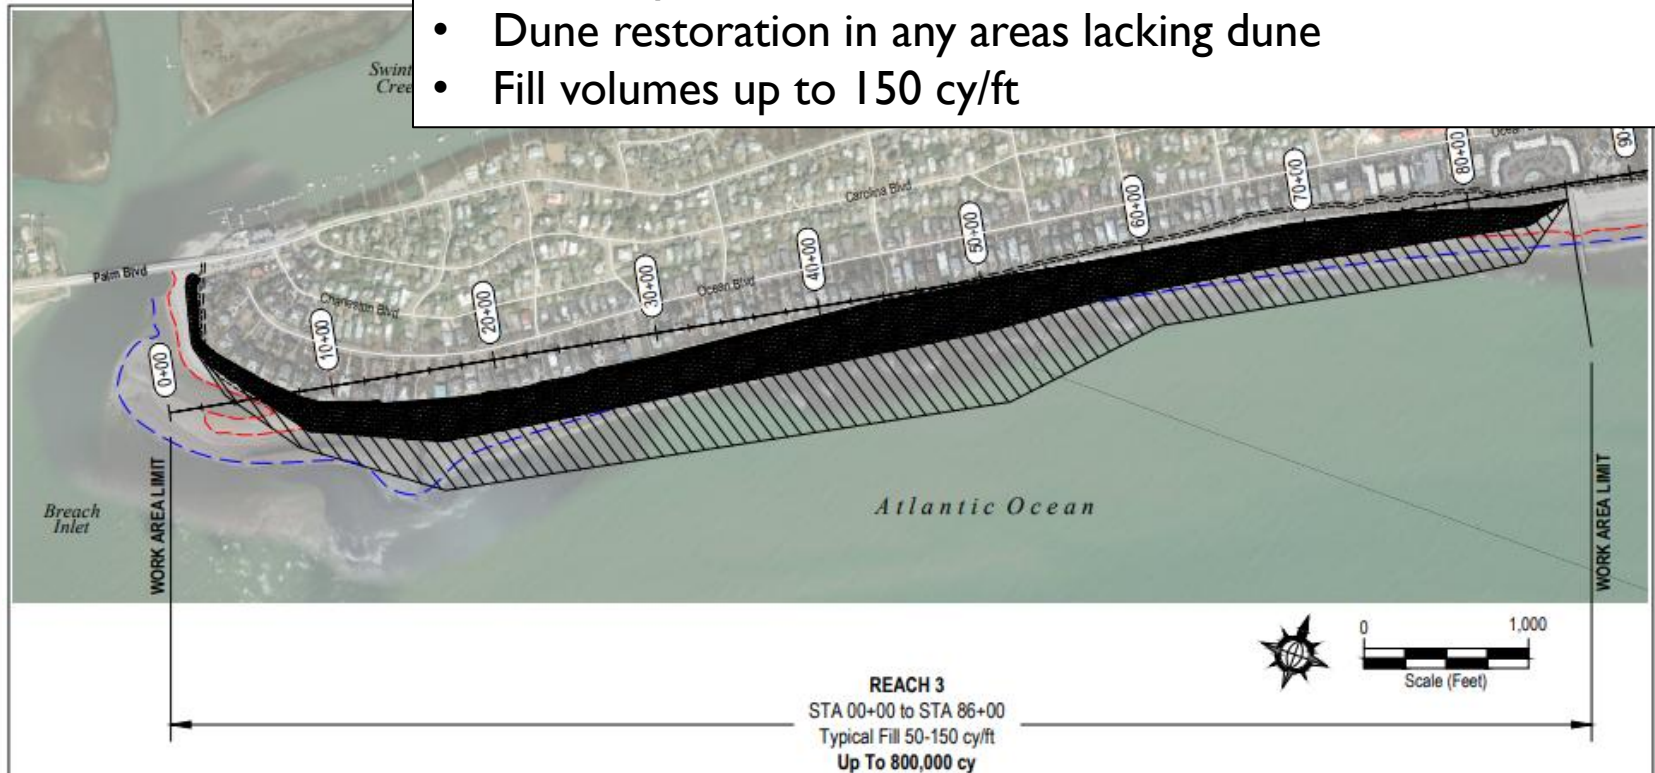 • Dune restoration in any areas lacking dune
• Fill volumes up to 150 cy/ft
Carolina Blvd
80+00
70+00
60+00
50+00
40+00
30+00
20+00
10+00
0+00
Palm Blvd
Charleston Blvd
Ocean Blvd
Atlantic Ocean
Breach
Inlet
WORK AREA LIMIT
WORK AREA LIMIT
0 1,000
Scale (Feet)
REACH 3
STA 00+00 to STA 86+00
Typical Fill 50-150 cy/ft
Up To 800,000 cy